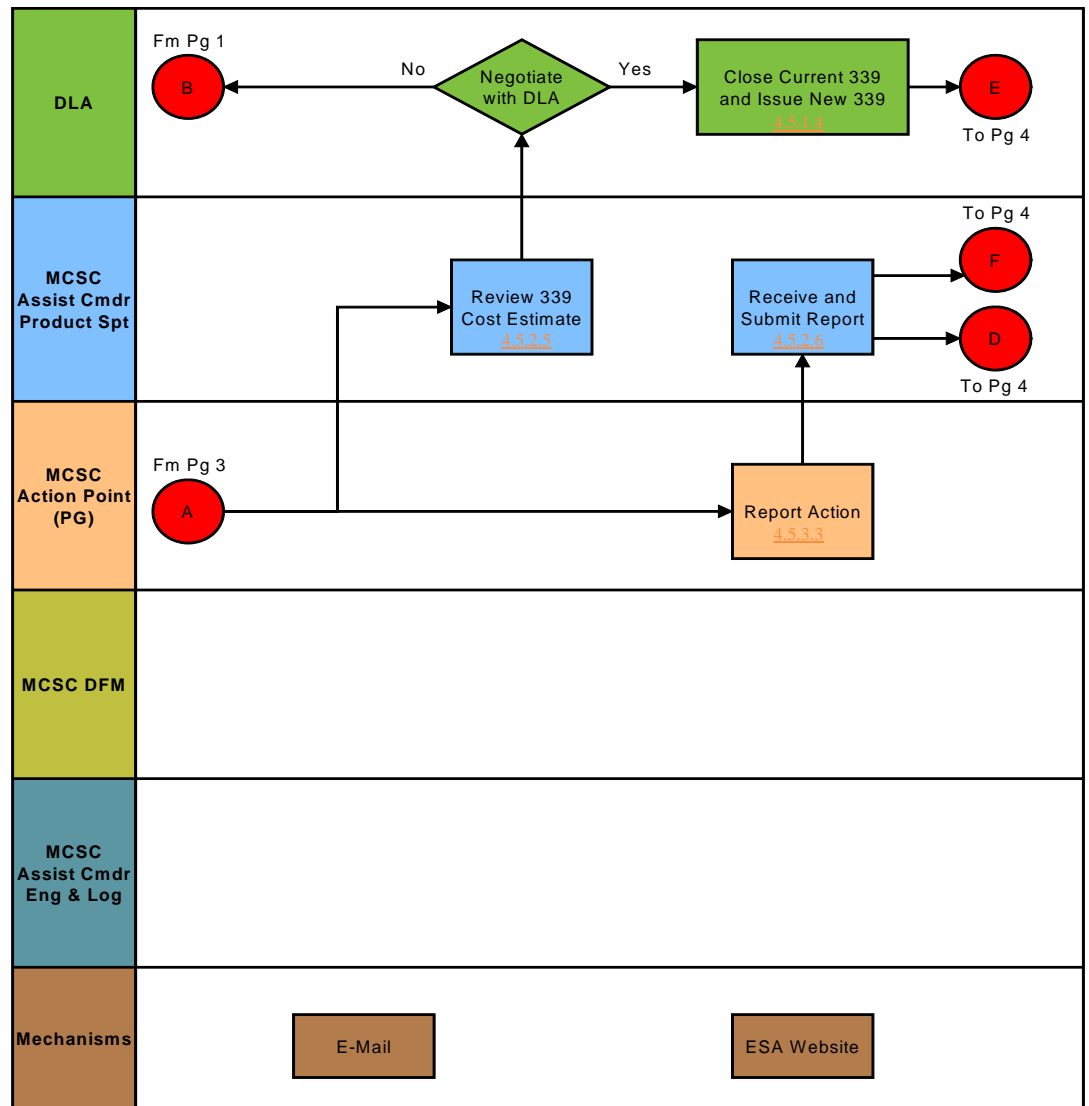 DLA
Fm Pg 1
B
No
Negotiate
with DLA
Yes
Close Current 339
and Issue New 339
4.5.1.4
E
To Pg 4
MCSC
Assist Cmdr
Product Spt
Review 339
Cost Estimate
4.5.2.5
Receive and
Submit Report
4.5.2.6
To Pg 4
F
D
To Pg 4
MCSC
Action Point
(PG)
Fm Pg 3
A
Report Action
4.5.3.3
MCSC DFM
MCSC
Assist Cmdr
Eng & Log
Mechanisms
E-Mail
ESA Website